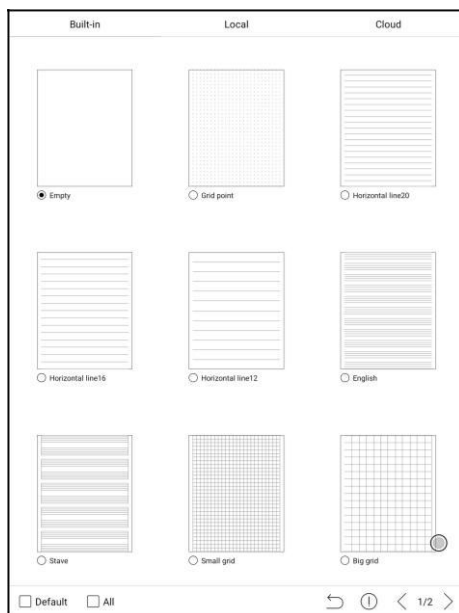 Built-in Local Cloud
Empty Grid point Horizontal line20
Horizontal line16 Horizontal line12 English
Stave Small grid Big grid
Default All 1/2